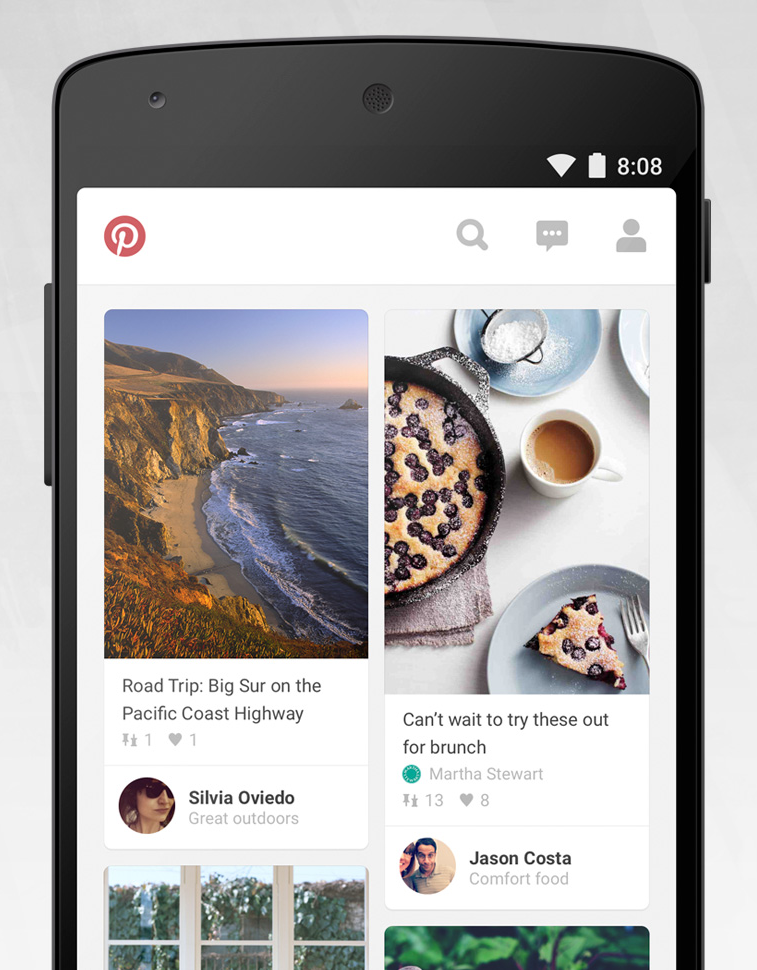 8:08
Road Trip: Big Sur on the
Pacific Coast Highway
1 1
Silvia Oviedo
Great outdoors
Can’t wait to try these out
for brunch
Martha Stewart
13 8
Jason Costa
Comfort food